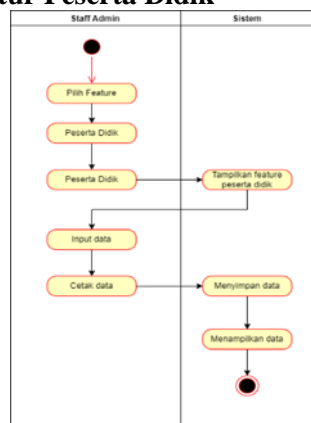 tur Peserta Didik
Staff Admin
Sistem
Pilih Feature
Peserta Didik
Peserta Didik
Tampilkan feature
peserta didik
Input data
Cetak data
Menyimpan data
Menampilkan data